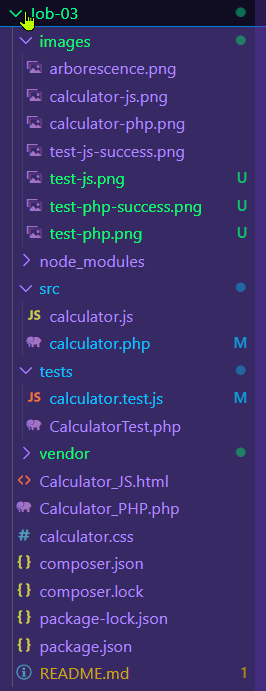 Job-03
images
arborescence.png
calculator-js.png
calculator-php.png
test-js-success.png
test-js.png U
test-php-success.png U
test-php.png U
node_modules
src
JS calculator.js
calculator.php M
tests
JS calculator.test.js M
CalculatorTest.php
vendor
<> Calculator_JS.html
Calculator_PHP.php
# calculator.css
{} composer.json
{} composer.lock
{} package-lock.json
{} package.json
README.md 1